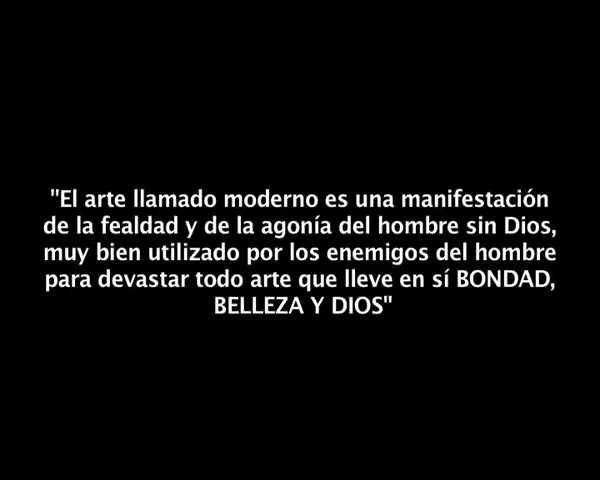 "El arte llamado moderno es una manifestación
de la fealdad y de la agonía del hombre sin Dios,
muy bien utilizado por los enemigos del hombre
para devastar todo arte que lleve en sí BONDAD,
BELLEZA Y DIOS"